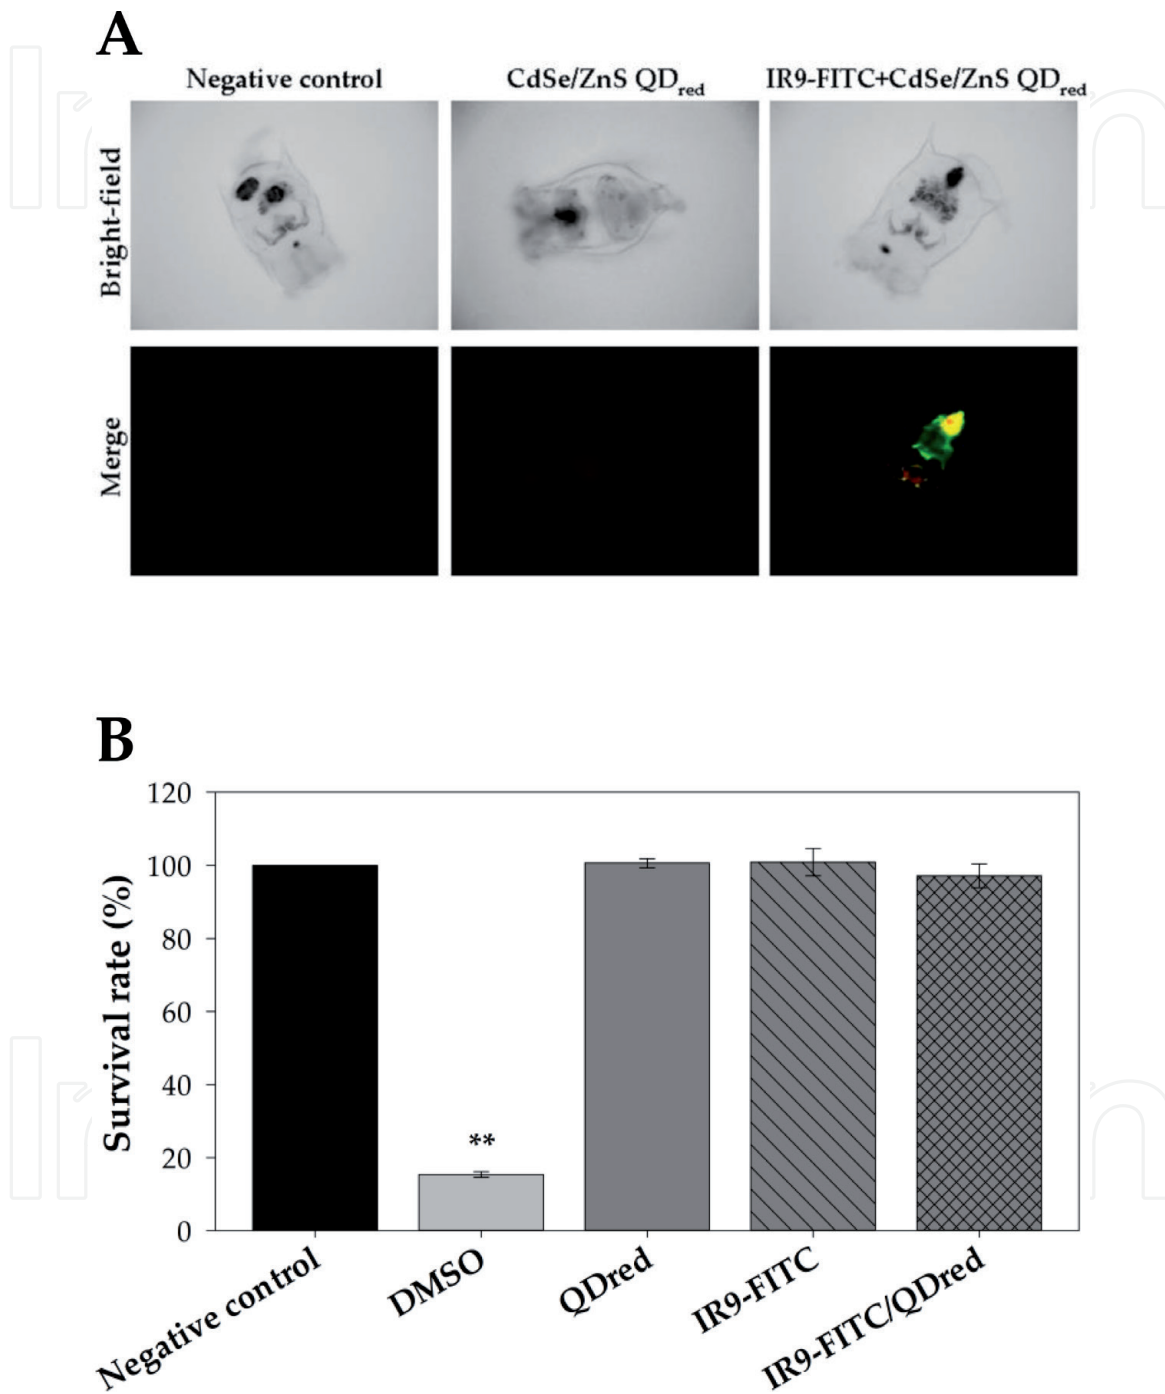 A
Negative control
CdSe/ZnS QDred
IR9-FITC+CdSe/ZnS QDred
Bright-field
Merge
B
Survival rate (%)
120
100
80
60
40
20
0
**
Negative control
DMSO
QDred
IR9-FITC
IR9-FITC/QDred